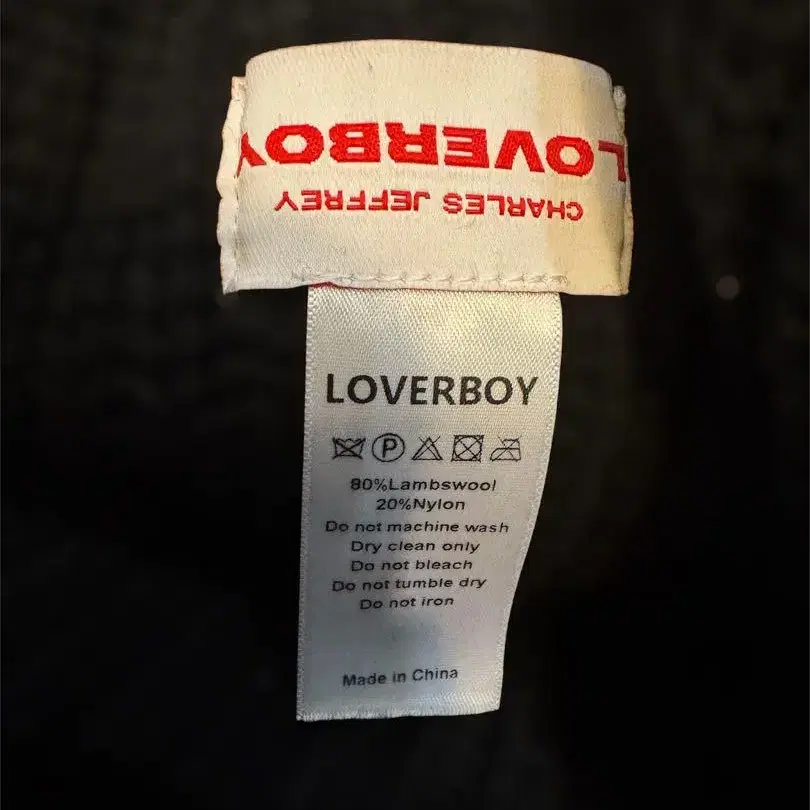 LOVERBOY
CHARLES JEFFREY
LOVERBOY
P
80%Lambswool
20%Nylon
Do not machine wash
Dry clean only
Do not bleach
Do not tumble dry
Do not iron
Made in China